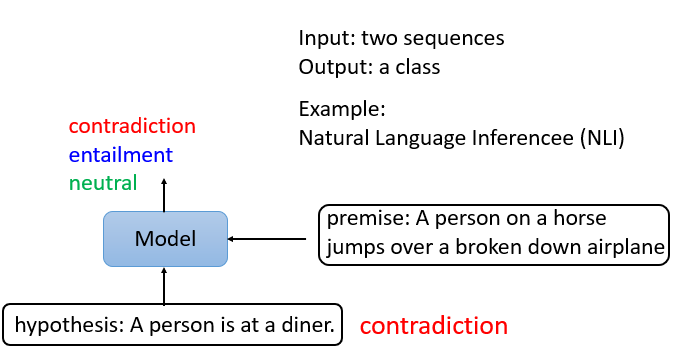 Input: two sequences
Output: a class
Example:
Natural Language Inferencee (NLI)
contradiction
entailment
neutral
Model
premise: A person on a horse
jumps over a broken down airplane
hypothesis: A person is at a diner.
contradiction